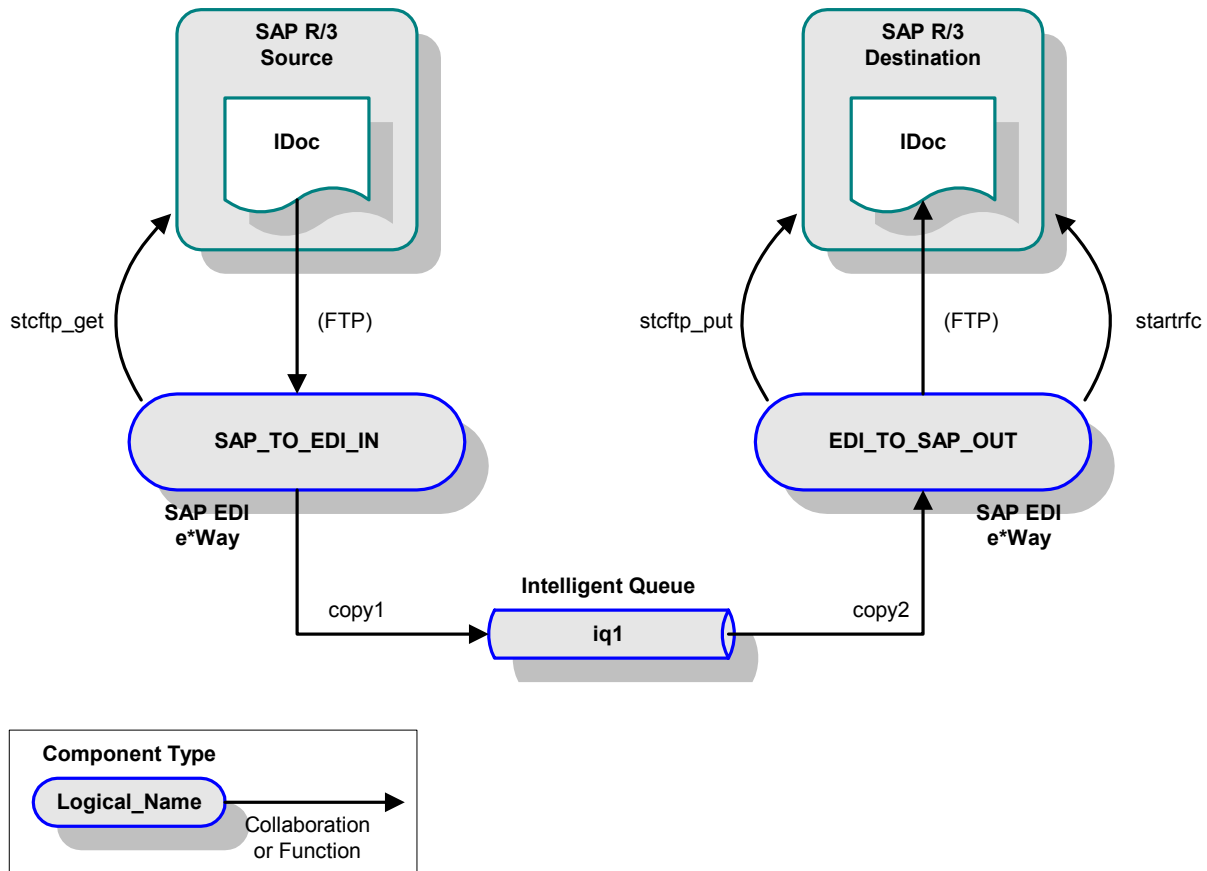 SAP R/3
Source
IDoc
SAP R/3
Destination
IDoc
stcftp_get
(FTP)
stcftp_put
(FTP)
startrfc
SAP_TO_EDI_IN
EDI_TO_SAP_OUT
SAP EDI
e*Way
SAP EDI
e*Way
Intelligent Queue
copy1
iq1
copy2
Component Type
Logical_Name
Collaboration
or Function